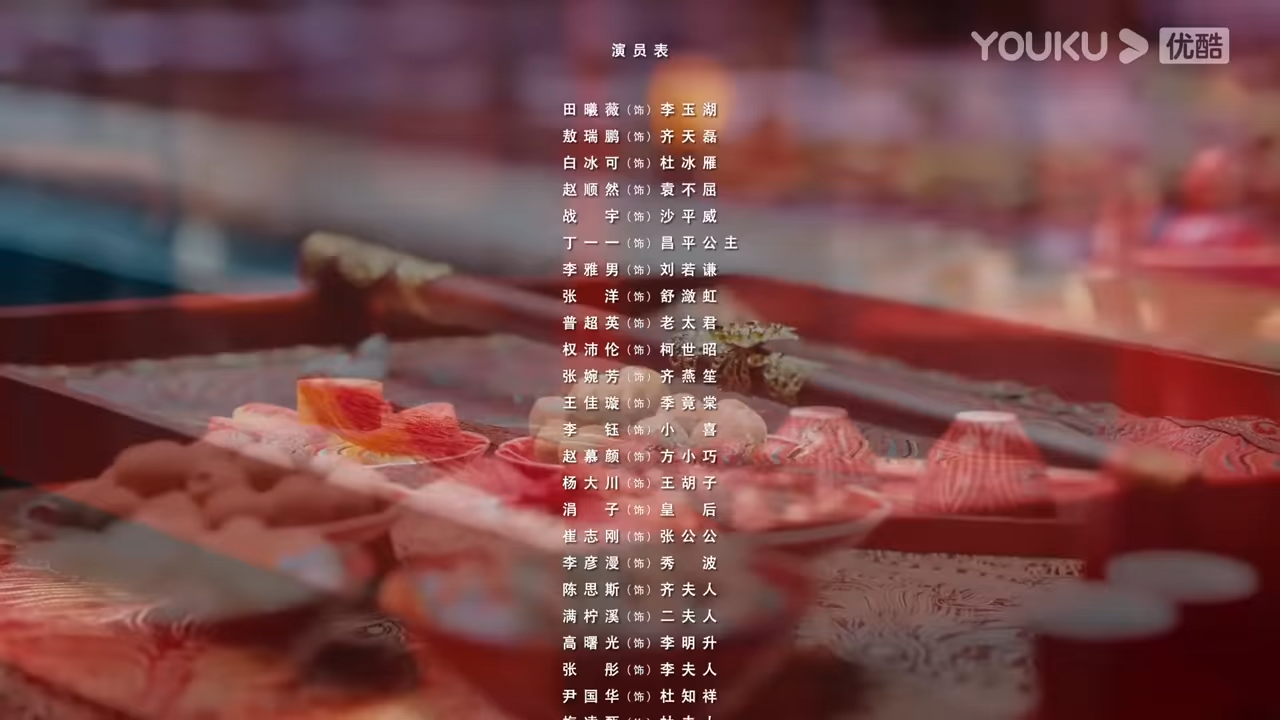 YOUKU 优酷
演员表
田曦薇（饰）李玉湖
敖瑞鹏（饰）齐天磊
白冰可（饰）杜冰雁
赵顺然（饰）袁不屈
战 宇（饰）沙平威
丁一一（饰）昌平公主
李雅男（饰）刘若谦
张 洋（饰）舒潋虹
普超英（饰）老太君
权沛伦（饰）柯世昭
张婉芳（饰）齐燕笙
王佳璇（饰）季竟棠
李 钰（饰）小 喜
赵慕颜（饰）方小巧
杨大川（饰）王胡子
涓 子（饰）皇 后
崔志刚（饰）张公公
李彦漫（饰）秀 波
陈思斯（饰）齐夫人
满柠溪（饰）二夫人
高曙光（饰）李明升
张 彤（饰）李夫人
尹国华（饰）杜知祥